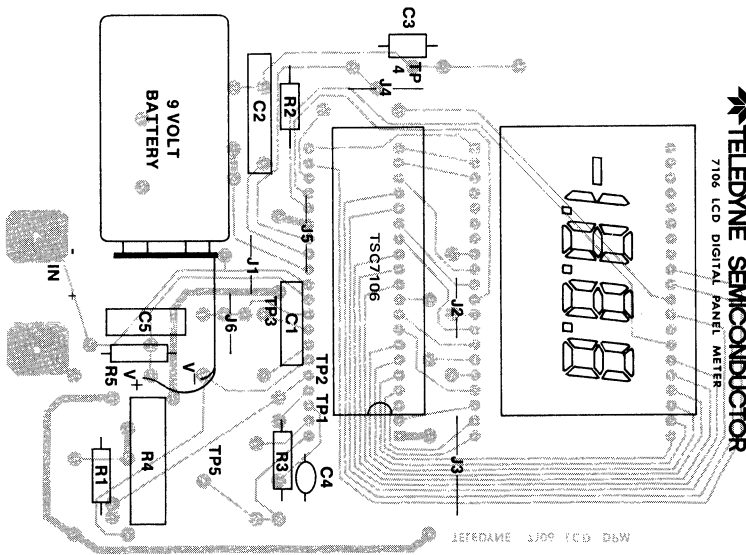 TELEDYNE SEMICONDUCTOR
7106 LCD DIGITAL PANEL METER
C3
TP
4
J4
R2
C2
9 VOLT
BATTERY
J5
TSC7106
J1
J2
-
IN
+
TP3
C1
J6
C5
R5
V+
V-
TP2
TP1
R1
R4
TP5
R3
C4
J3
TELEDYNE 7106 LCD DPM